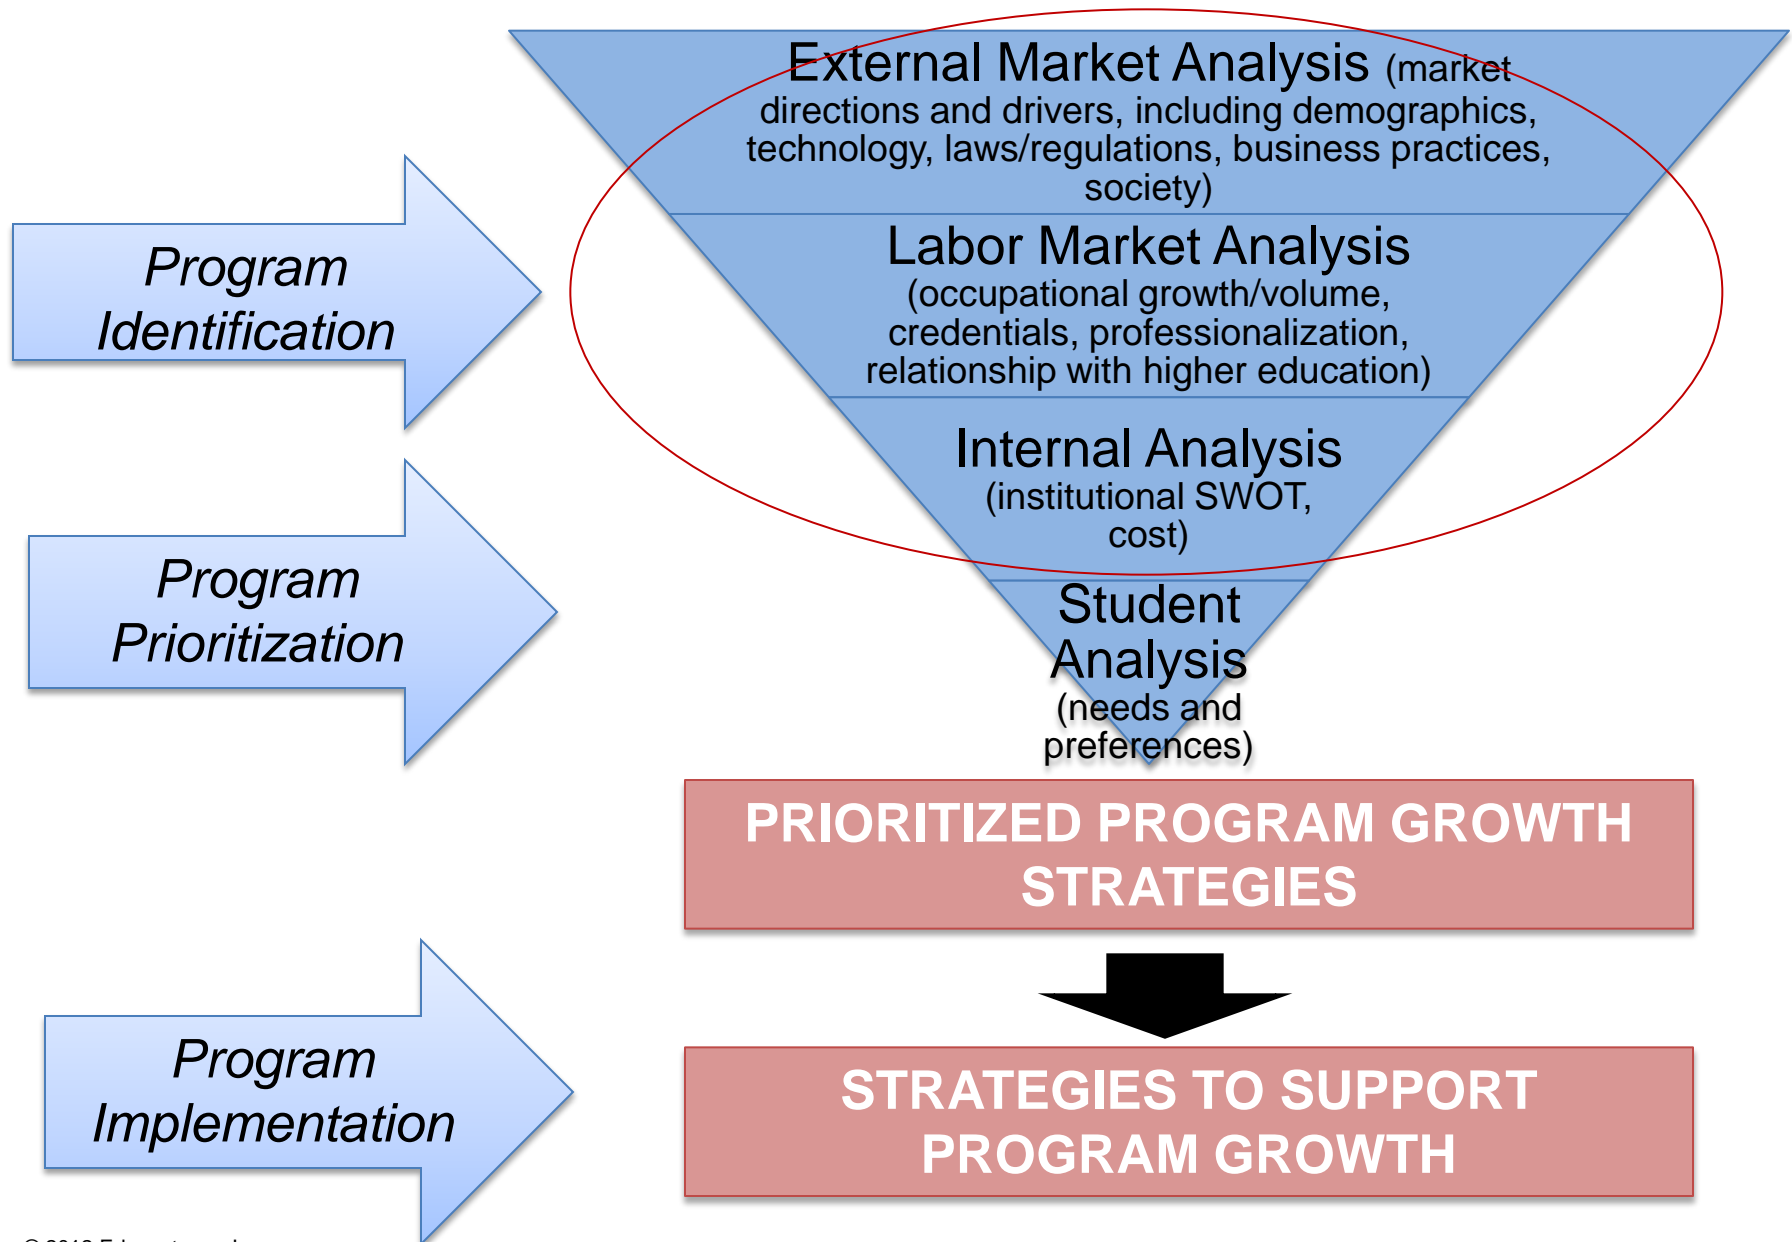 External Market Analysis (market
directions and drivers, including demographics,
technology, laws/regulations, business practices,
society)
Program
Identification
Labor Market Analysis
(occupational growth/volume,
credentials, professionalization,
relationship with higher education)
Internal Analysis
(institutional SWOT,
cost)
Program
Prioritization
Student
Analysis
(needs and
preferences)
PRIORITIZED PROGRAM GROWTH
STRATEGIES
Program
Implementation
STRATEGIES TO SUPPORT
PROGRAM GROWTH